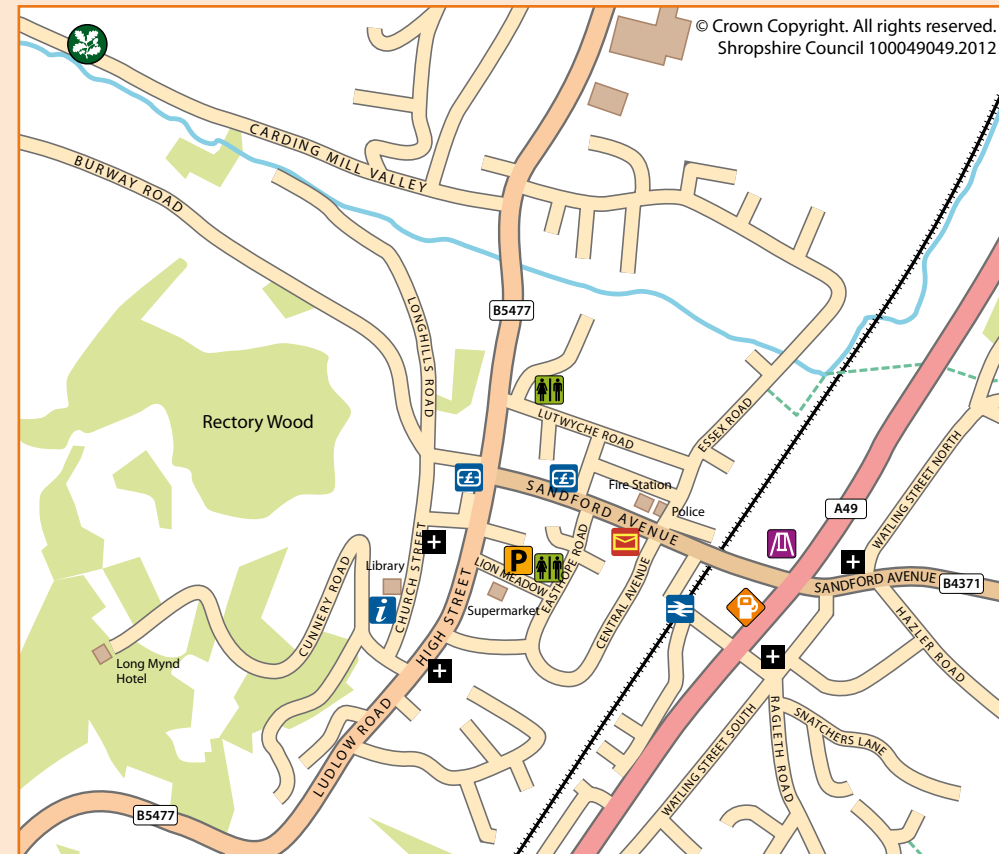 © Crown Copyright. All rights reserved.
Shropshire Council 100049049.2012
CARDING MILL VALLEY
BURWAY ROAD
LONGHILLS ROAD
B5477
Rectory Wood
LUTWYCHE ROAD
ESSEX ROAD
£
£
SANDFORD AVENUE
Fire Station
Police
A49
WATLING STREET NORTH
CHURCH STREET
P
LION MEADOW
EASTHOPE ROAD
Library
i
Supermarket
HIGH STREET
CENTRAL AVENUE
CUNNERY ROAD
SANDFORD AVENUE
B4371
HAZLER ROAD
Long Mynd
Hotel
LUDLOW ROAD
WATLING STREET SOUTH
RAGLETH ROAD
SNATCHERS LANE
B5477